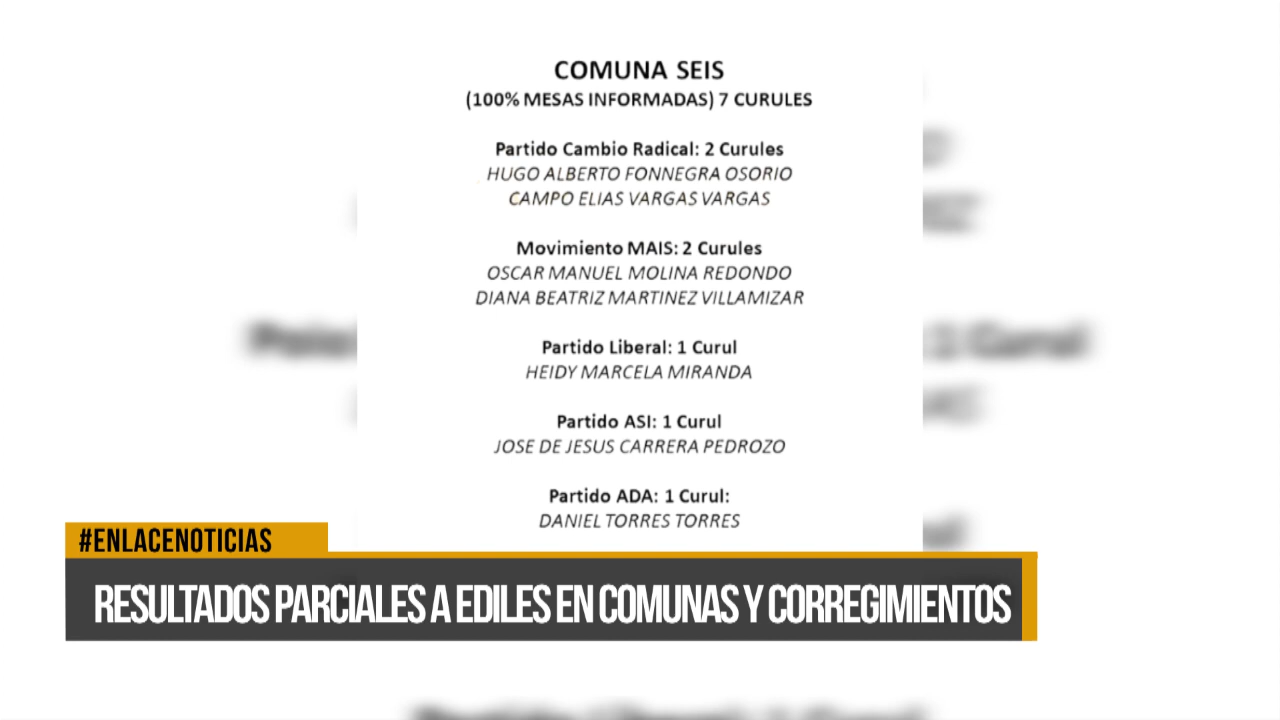 COMUNA SEIS
(100% MESAS INFORMADAS) 7 CURULES
Partido Cambio Radical: 2 Curules
HUGO ALBERTO FONNEGRA OSORIO
CAMPO ELIAS VARGAS VARGAS
Movimiento MAIS: 2 Curules
OSCAR MANUEL MOLINA REDONDO
DIANA BEATRIZ MARTINEZ VILLAMIZAR
Partido Liberal: 1 Curul
HEIDY MARCELA MIRANDA
Partido ASI: 1 Curul
JOSE DE JESUS CARRERA PEDROZO
Partido ADA: 1 Curul:
DANIEL TORRES TORRES
#ENLACENOTICIAS
RESULTADOS PARCIALES A EDILES EN COMUNAS Y CORREGIMIENTOS